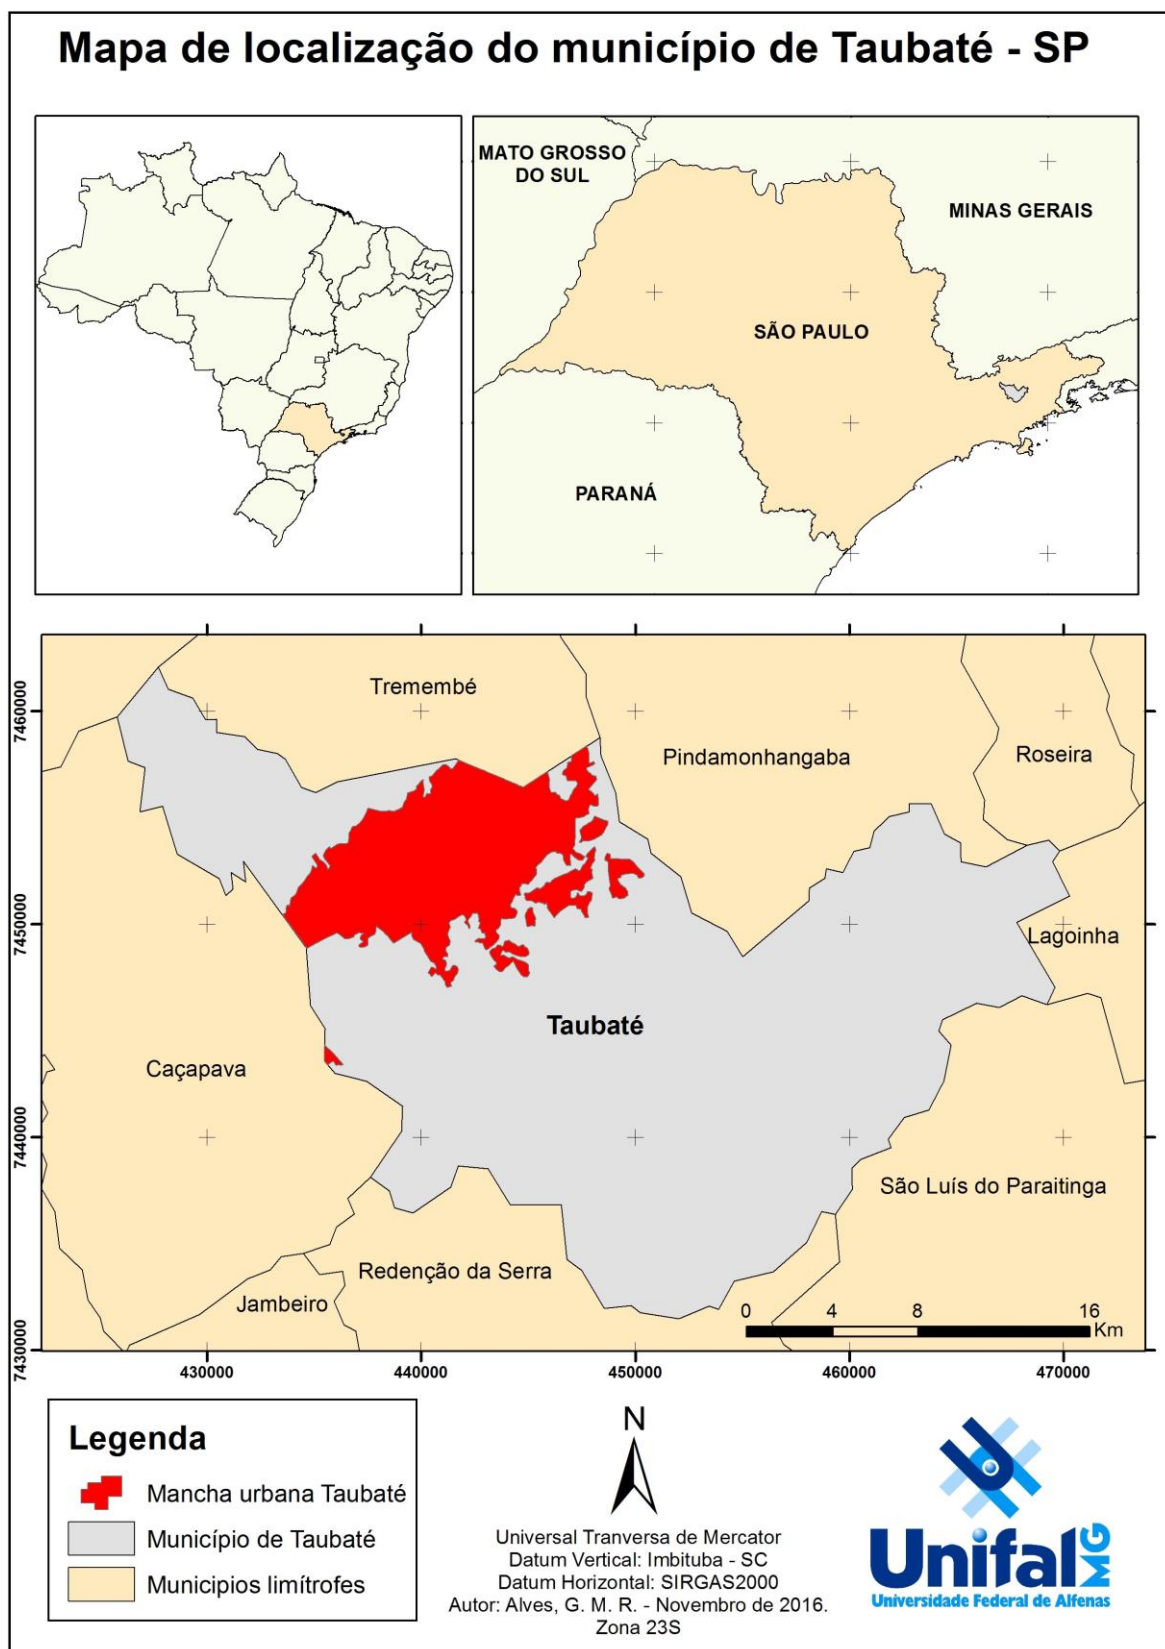 Mapa de localização do município de Taubaté - SP
MATO GROSSO
DO SUL
MINAS GERAIS
SÃO PAULO
PARANÁ
Tremembé
7460000
Pindamonhangaba
Roseira
7450000
Lagoinha
Taubaté
Caçapava
7440000
São Luís do Paraitinga
Redenção da Serra
Jambeiro
0 4 8 16
Km
7430000
430000 440000 450000 460000 470000
Legenda
Mancha urbana Taubaté
Município de Taubaté
Municipios limítrofes
N
Universal Tranversa de Mercator
Datum Vertical: Imbituba - SC
Datum Horizontal: SIRGAS2000
Autor: Alves, G. M. R. - Novembro de 2016.
Zona 23S
Unifal MG
Universidade Federal de Alfenas